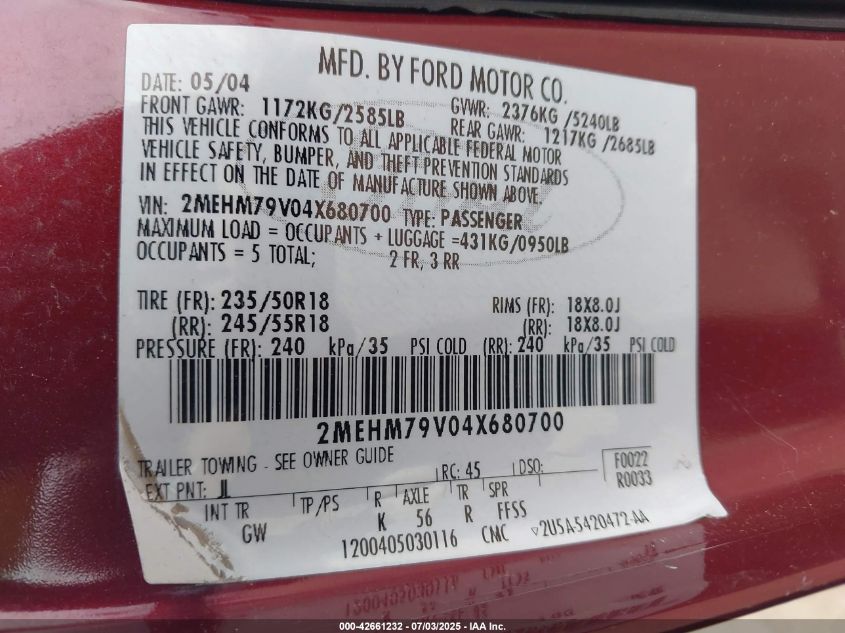 MFD. BY FORD MOTOR CO.
DATE: 05/04
FRONT GAWR: 1172KG/2585LB
GVWR: 2376KG /5240LB
REAR GAWR: 1217KG /2685LB
THIS VEHICLE CONFORMS TO ALL APPLICABLE FEDERAL MOTOR
VEHICLE SAFETY, BUMPER, AND THEFT PREVENTION STANDARDS
IN EFFECT ON THE DATE OF MANUFACTURE SHOWN ABOVE.
VIN: 2MEHM79V04X680700 TYPE: PASSENGER
MAXIMUM LOAD = OCCUPANTS + LUGGAGE =431KG/0950LB
OCCUPANTS = 5 TOTAL; 2 FR, 3 RR
TIRE (FR): 235/50R18 RIMS (FR): 18X8.0J
(RR): 245/55R18 (RR): 18X8.0J
PRESSURE (FR): 240 kPa/35 PSI COLD (RR): 240 kPa/35 PSI COLD
2MEHM79V04X680700
TRAILER TOWING - SEE OWNER GUIDE
EXT PNT: JL RC: 45 DSO: F0022
R0033
INT TR TP/PS R AXLE TR SPR
GW K 56 R FFSS
1200405030116 CMC ▽2U5A-5420472-AA
000-42661232 - 07/03/2025 - IAA Inc.